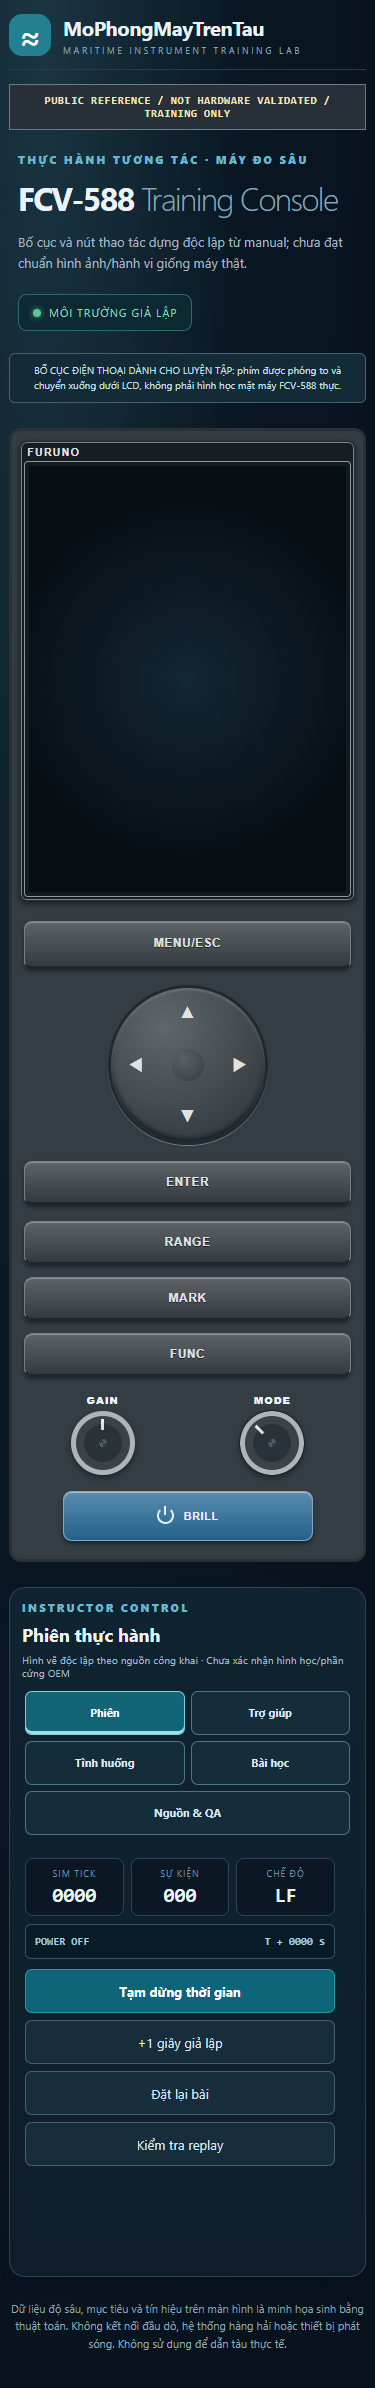 ≈
MoPhongMayTrenTau
MARITIME INSTRUMENT TRAINING LAB
PUBLIC REFERENCE / NOT HARDWARE VALIDATED /
TRAINING ONLY
THỰC HÀNH TƯƠNG TÁC · MÁY ĐO SÂU
FCV-588 Training Console
Bố cục và nút thao tác dựng độc lập từ manual; chưa đạt
chuẩn hình ảnh/hành vi giống máy thật.
MÔI TRƯỜNG GIẢ LẬP
BỐ CỤC ĐIỆN THOẠI DÀNH CHO LUYỆN TẬP: phím được phóng to và
chuyển xuống dưới LCD, không phải hình học mặt máy FCV-588 thực.
FURUNO
MENU/ESC
▲
◀ ▶
▼
ENTER
RANGE
MARK
FUNC
GAIN MODE
BRILL
INSTRUCTOR CONTROL
Phiên thực hành
Hình vẽ độc lập theo nguồn công khai · Chưa xác nhận hình học/phần
cứng OEM
Phiên Trợ giúp
Tình huống Bài học
Nguồn & QA
SIM TICK SỰ KIỆN CHẾ ĐỘ
0000 000 LF
POWER OFF T + 0000 s
Tạm dừng thời gian
+1 giây giả lập
Đặt lại bài
Kiểm tra replay
Dữ liệu độ sâu, mục tiêu và tín hiệu trên màn hình là minh họa sinh bằng
thuật toán. Không kết nối đầu dò, hệ thống hàng hải hoặc thiết bị phát
sóng. Không sử dụng để dẫn tàu thực tế.